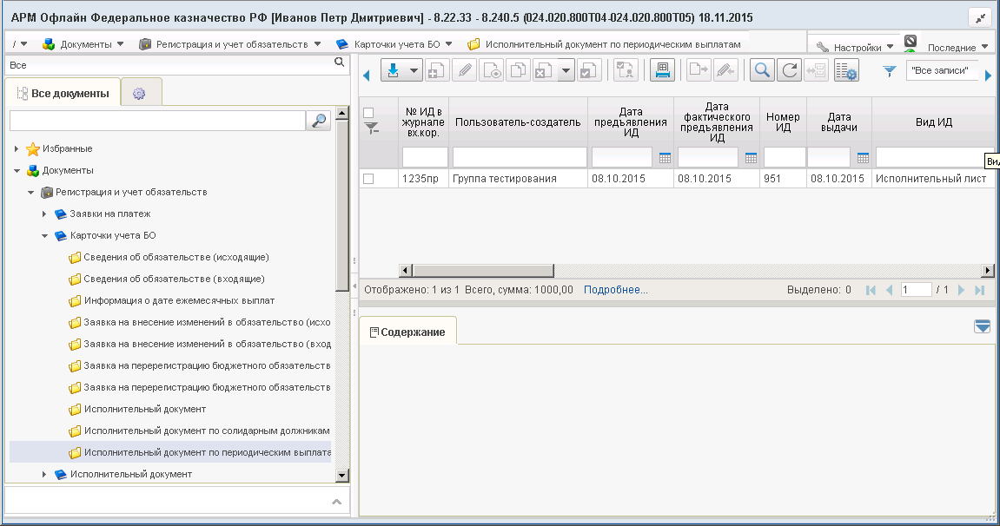 АРМ Офлайн Федеральное казначество РФ [Иванов Петр Дмитриевич] - 8.22.33 - 8.240.5 (024.020.800T04-024.020.800T05) 18.11.2015
/ Документы Регистрация и учет обязательств Карточки учета БО Исполнительный документ по периодическим выплатам Настройки Последние
Все
Все документы
"Все записи"
Избранные
Документы
Регистрация и учет обязательств
Заявки на платеж
Карточки учета БО
Сведения об обязательстве (исходящие)
Сведения об обязательстве (входящие)
Информация о дате ежемесячных выплат
Заявка на внесение изменений в обязательство (исхо
Заявка на внесение изменений в обязательство (вход
Заявка на перерегистрацию бюджетного обязательств
Заявка на перерегистрацию бюджетного обязательств
Исполнительный документ
Исполнительный документ по солидарным должникам
Исполнительный документ по периодическим выплата
Исполнительный документ
№ ИД в журнале вх.кор. Пользователь-создатель Дата предъявления ИД Дата фактического предъявления ИД Номер ИД Дата выдачи Вид ИД
Вид
1235пр Группа тестирования 08.10.2015 08.10.2015 951 08.10.2015 Исполнительный лист
Отображено: 1 из 1 Всего, сумма: 1000,00 Подробнее... Выделено: 0 1 / 1
Содержание